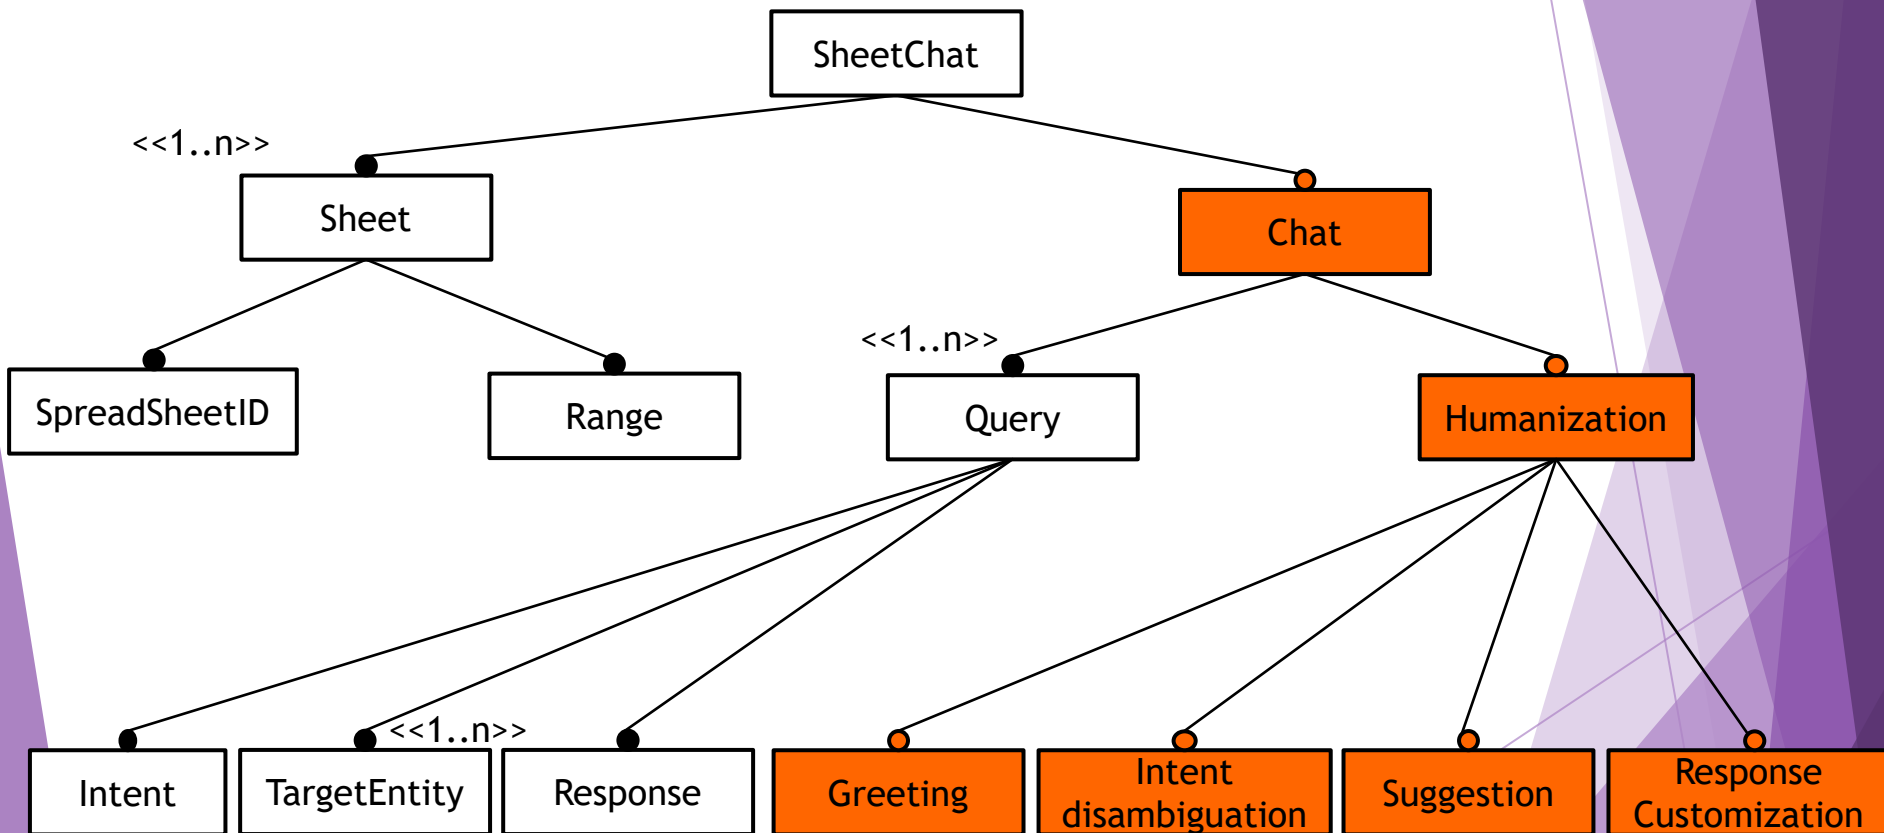 SheetChat
<<1..n>>
Sheet
Chat
<<1..n>>
SpreadSheetID
Range
Query
Humanization
<<1..n>>
Intent
TargetEntity
Response
Greeting
Intent
disambiguation
Suggestion
Response
Customization